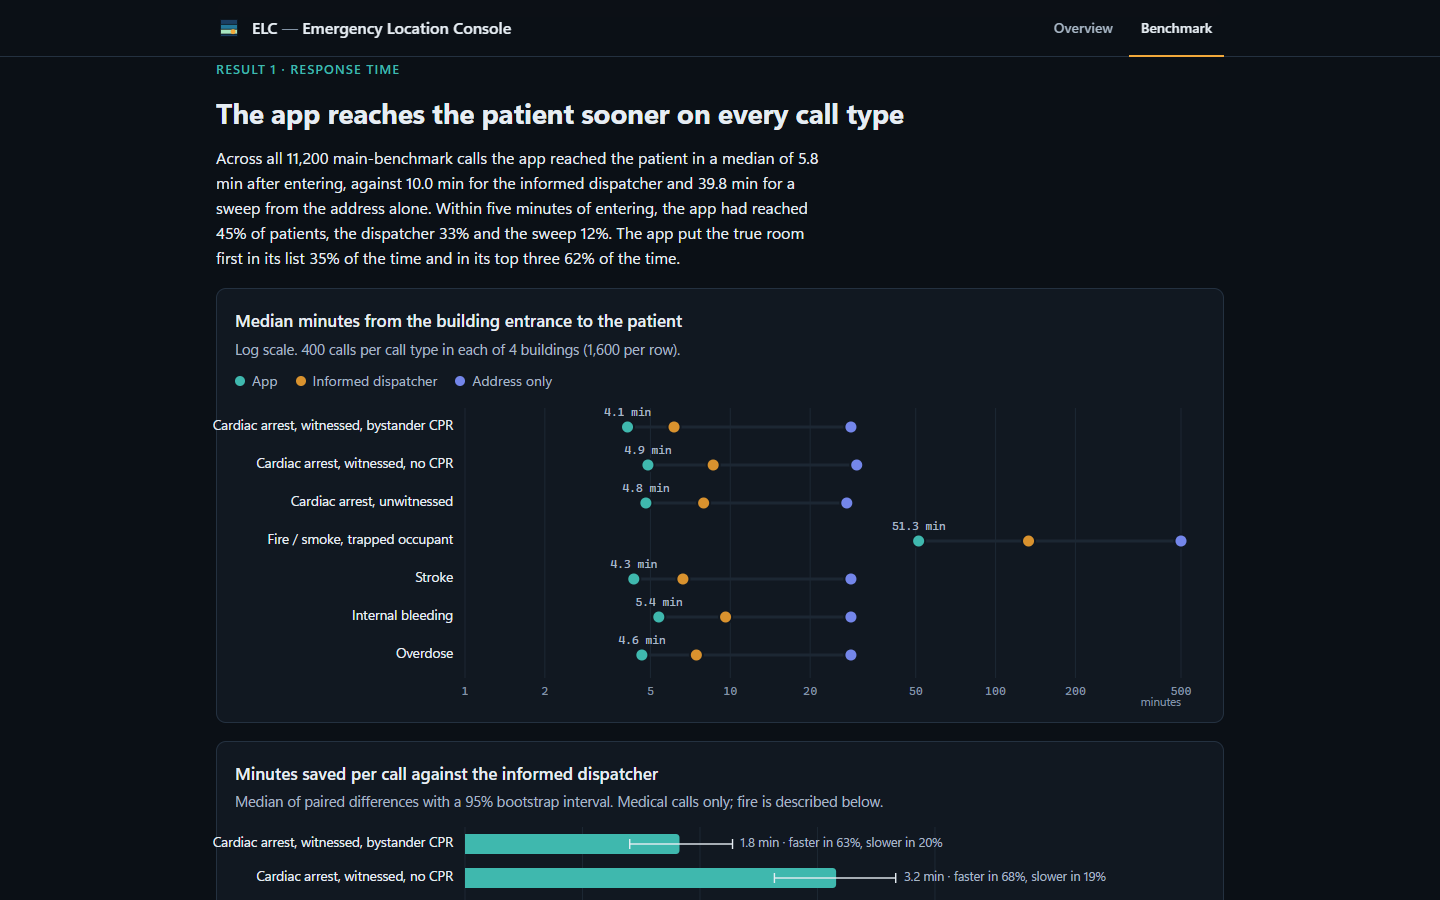 ELC — Emergency Location Console
Overview
Benchmark
RESULT 1 · RESPONSE TIME
The app reaches the patient sooner on every call type
Across all 11,200 main-benchmark calls the app reached the patient in a median of 5.8
min after entering, against 10.0 min for the informed dispatcher and 39.8 min for a
sweep from the address alone. Within five minutes of entering, the app had reached
45% of patients, the dispatcher 33% and the sweep 12%. The app put the true room
first in its list 35% of the time and in its top three 62% of the time.
Median minutes from the building entrance to the patient
Log scale. 400 calls per call type in each of 4 buildings (1,600 per row).
App
Informed dispatcher
Address only
4.1 min
Cardiac arrest, witnessed, bystander CPR
4.9 min
Cardiac arrest, witnessed, no CPR
4.8 min
Cardiac arrest, unwitnessed
51.3 min
Fire / smoke, trapped occupant
4.3 min
Stroke
5.4 min
Internal bleeding
4.6 min
Overdose
1 2 5 10 20 50 100 200 500
minutes
Minutes saved per call against the informed dispatcher
Median of paired differences with a 95% bootstrap interval. Medical calls only; fire is described below.
Cardiac arrest, witnessed, bystander CPR
1.8 min · faster in 63%, slower in 20%
Cardiac arrest, witnessed, no CPR
3.2 min · faster in 68%, slower in 19%